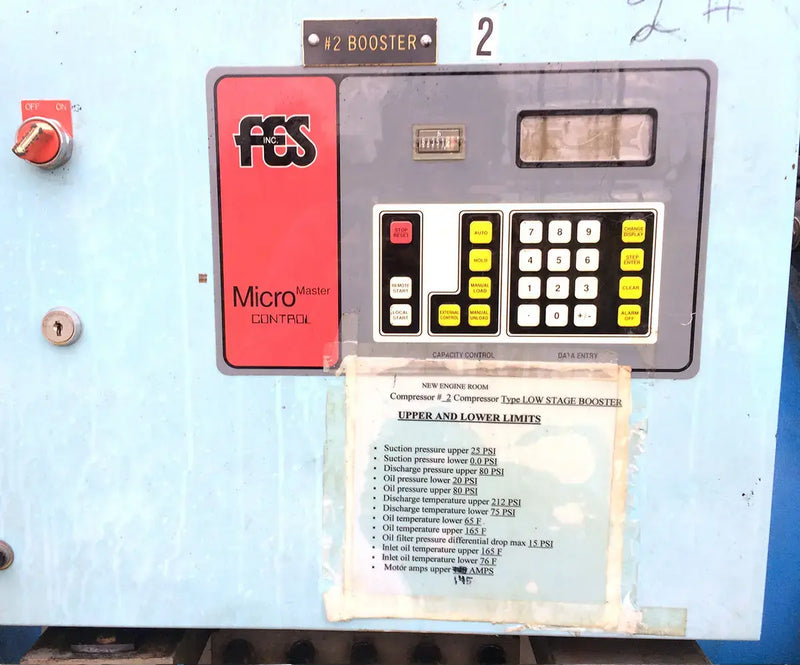 2 #
#2 BOOSTER
2
OFF ON
FES
INC.
Micro Master
CONTROL
STOP RESET
REMOTE START
LOCAL START
AUTO
HOLD
MANUAL LOAD
EXTERNAL CONTROL
MANUAL UNLOAD
7 8 9
4 5 6
1 2 3
. 0 +/-
CHANGE DISPLAY
STEP ENTER
CLEAR
ALARM OFF
CAPACITY CONTROL
DATA ENTRY
NEW ENGINE ROOM
Compressor #_2 Compressor Type LOW STAGE BOOSTER
UPPER AND LOWER LIMITS
• Suction pressure upper 25 PSI
• Suction pressure lower 0.0 PSI
• Discharge pressure upper 80 PSI
• Oil pressure lower 20 PSI
• Oil pressure upper 80 PSI
• Discharge temperature upper 212 PSI
• Discharge temperature lower 75 PSI
• Oil temperature lower 65 F
• Oil temperature upper 165 F
• Oil filter pressure differential drop max 15 PSI
• Inlet oil temperature upper 165 F
• Inlet oil temperature lower 76 F
• Motor amps upper AMPS
145